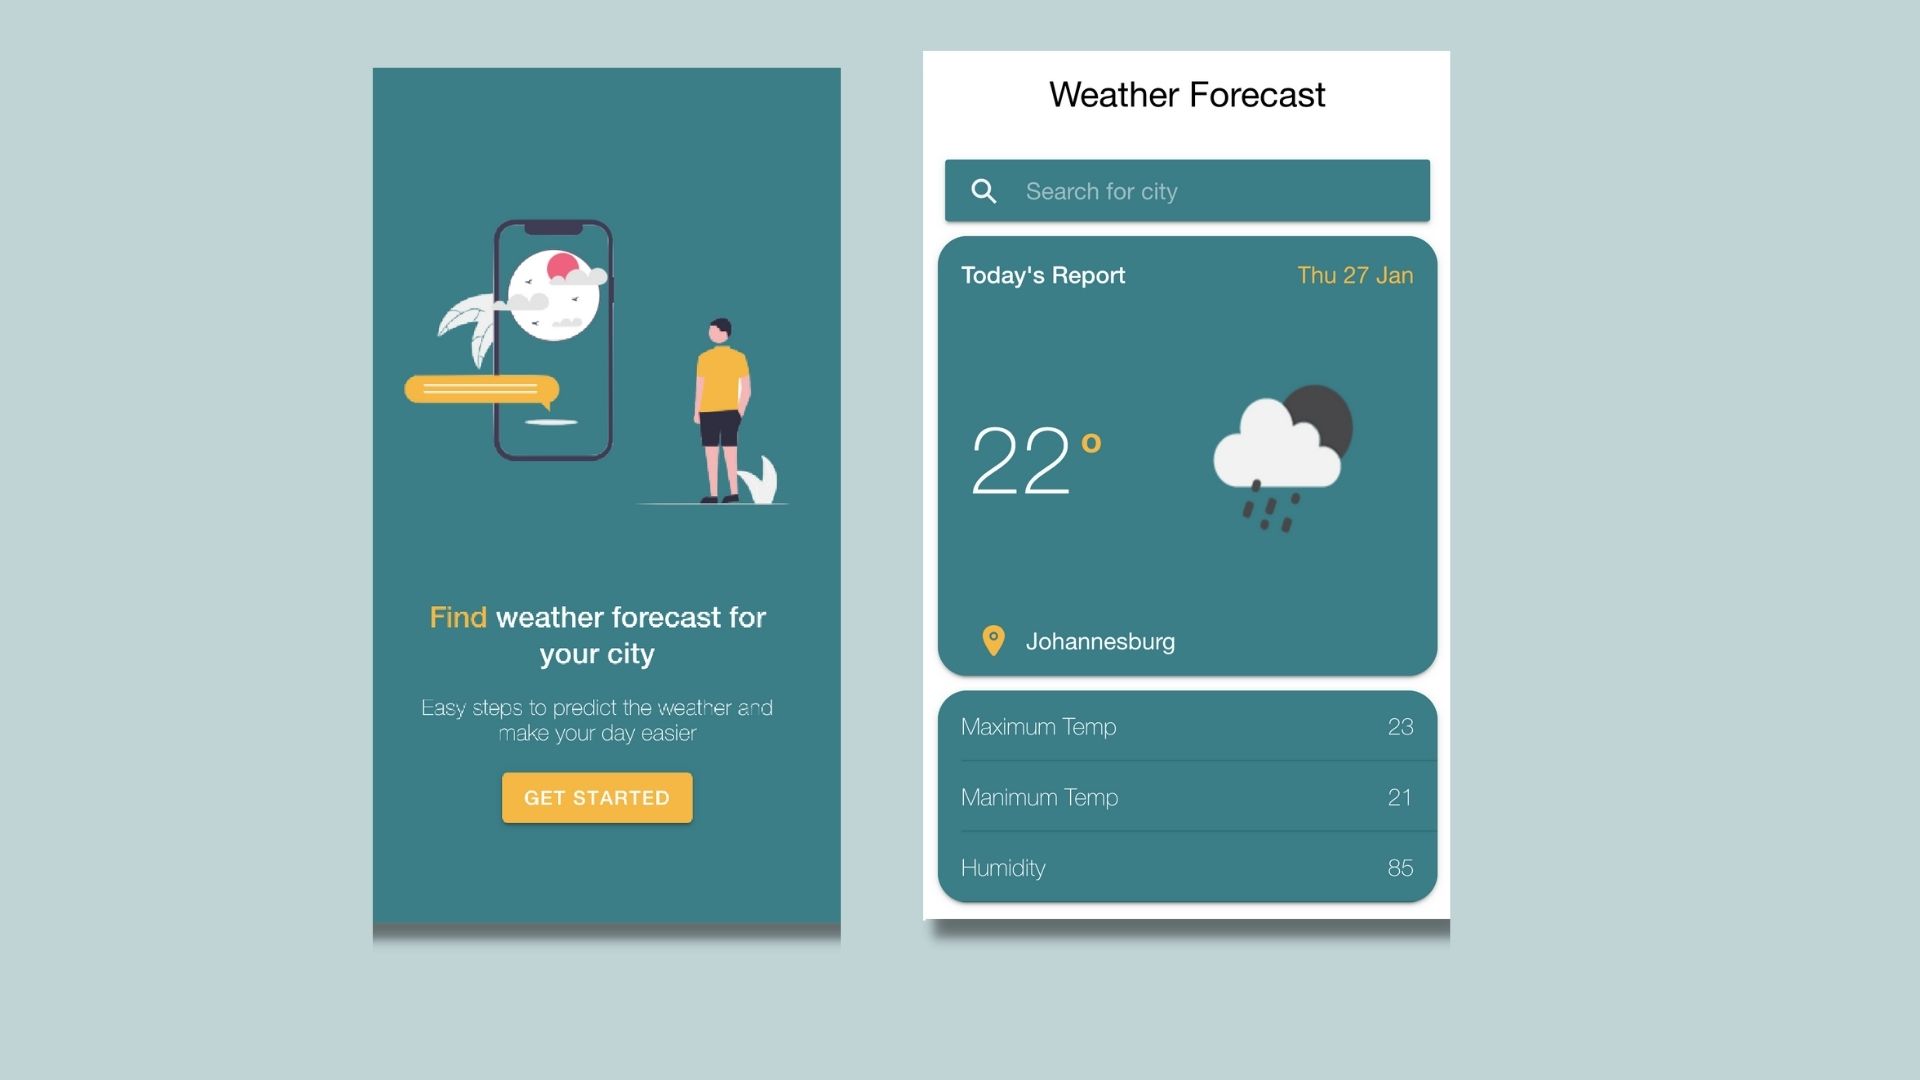 Find weather forecast for
your city
Easy steps to predict the weather and
make your day easier
GET STARTED
Weather Forecast
Search for city
Today's Report
Thu 27 Jan
22°
Johannesburg
Maximum Temp
23
Manimum Temp
21
Humidity
85